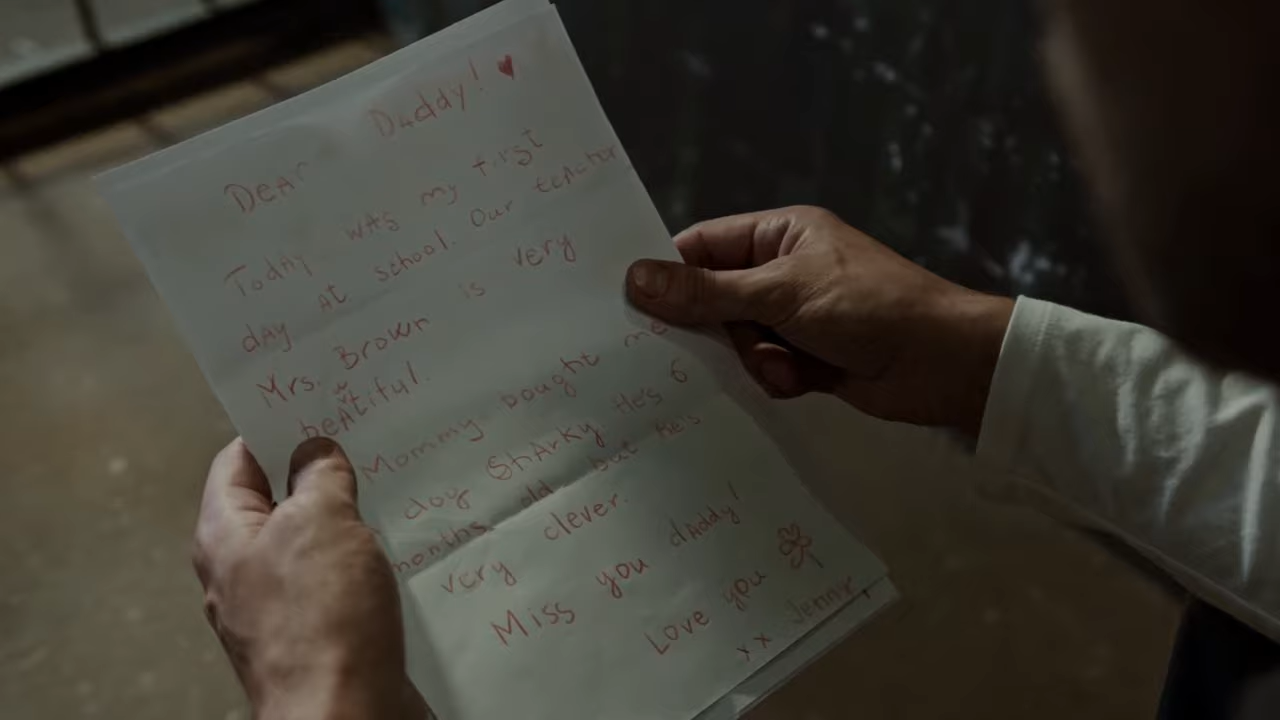 Dear Daddy! ♥
Today was my first
day at school. Our teacher
Mrs. Brown is very
beatiful.
Mommy bought me
dog Sharky. He's 6
months old but he's
very clever.
Miss you daddy!
Love you
xx Jenny